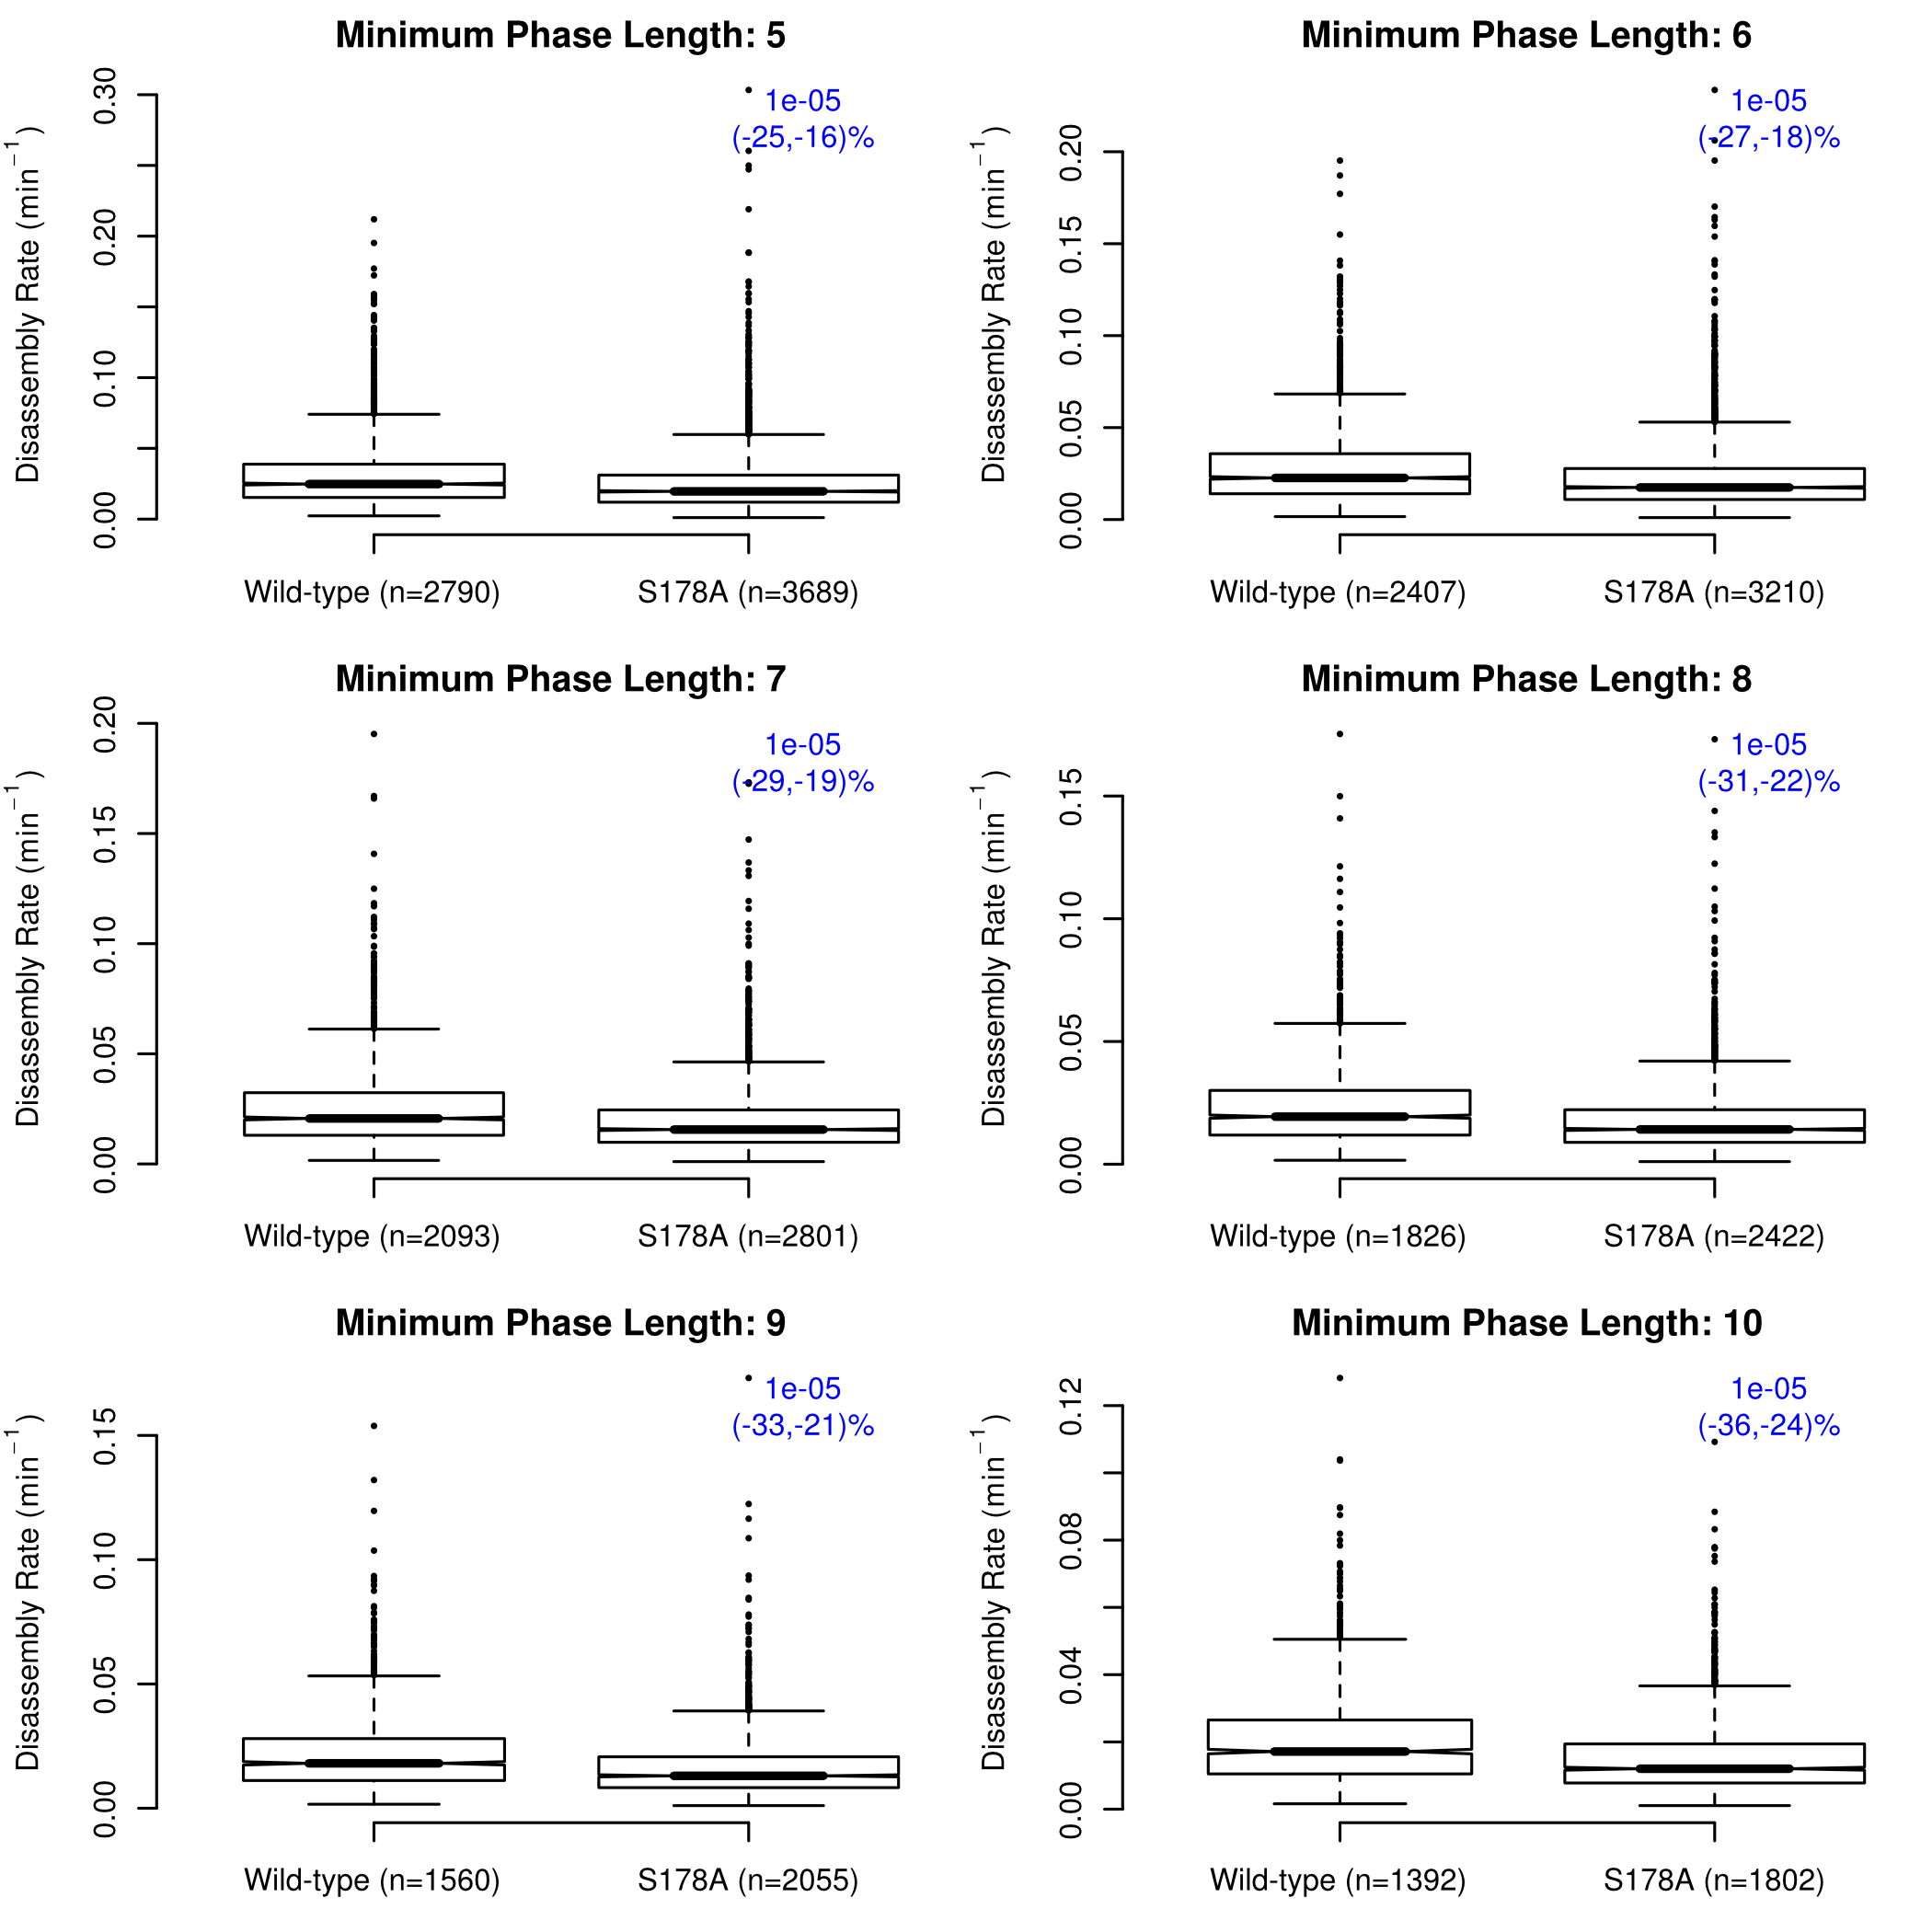 Minimum Phase Length: 5
Disassembly Rate (min⁻¹)
0.30
0.20
0.10
0.00
1e-05
(-25,-16)%
Wild-type (n=2790)
S178A (n=3689)
Minimum Phase Length: 6
Disassembly Rate (min⁻¹)
0.20
0.15
0.10
0.05
0.00
1e-05
(-27,-18)%
Wild-type (n=2407)
S178A (n=3210)
Minimum Phase Length: 7
Disassembly Rate (min⁻¹)
0.20
0.15
0.10
0.05
0.00
1e-05
(-29,-19)%
Wild-type (n=2093)
S178A (n=2801)
Minimum Phase Length: 8
Disassembly Rate (min⁻¹)
0.15
0.10
0.05
0.00
1e-05
(-31,-22)%
Wild-type (n=1826)
S178A (n=2422)
Minimum Phase Length: 9
Disassembly Rate (min⁻¹)
0.15
0.10
0.05
0.00
1e-05
(-33,-21)%
Wild-type (n=1560)
S178A (n=2055)
Minimum Phase Length: 10
Disassembly Rate (min⁻¹)
0.12
0.08
0.04
0.00
1e-05
(-36,-24)%
Wild-type (n=1392)
S178A (n=1802)